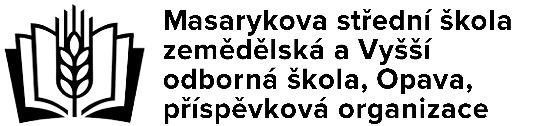 Masarykova střední škola
zemědělská a Vyšší
odborná škola, Opava,
příspěvková organizace